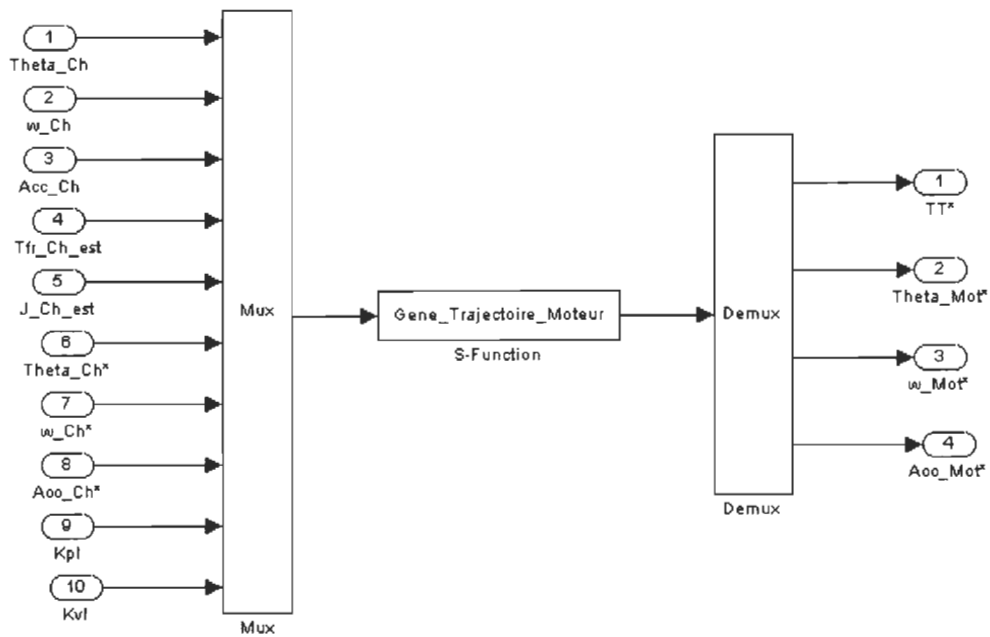 1
Theta_Ch
2
w_Ch
3
Acc_Ch
4
Tfr_Ch_est
5
J_Ch_est
6
Theta_Ch*
7
w_Ch*
8
Aoo_Ch*
9
Kpl
10
Kvl
Mux
Mux
Gene_Trajectoire_Moteur
S-Function
Demux
Demux
1
TT*
2
Theta_Mot*
3
w_Mot*
4
Aoo_Mot*